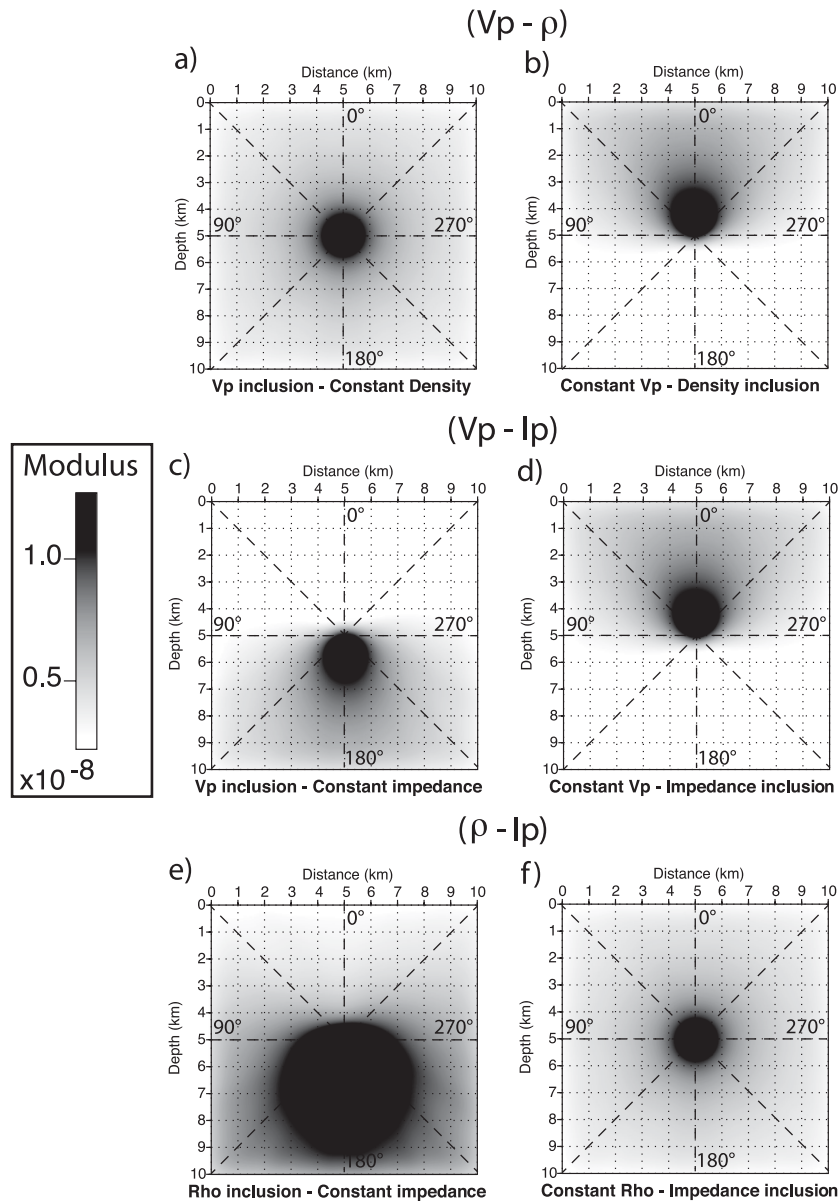 (Vp - ρ)
a)
Distance (km)
0 1 2 3 4 5 6 7 8 9 10
Depth (km)
0
1
2
3
4
5
6
7
8
9
10
0°
90°
270°
180°
Vp inclusion - Constant Density
b)
Distance (km)
0 1 2 3 4 5 6 7 8 9 10
Depth (km)
0
1
2
3
4
5
6
7
8
9
10
0°
90°
270°
180°
Constant Vp - Density inclusion
(Vp - Ip)
Modulus
1.0
0.5
x10 -8
c)
Distance (km)
0 1 2 3 4 5 6 7 8 9 10
Depth (km)
0
1
2
3
4
5
6
7
8
9
10
0°
90°
270°
180°
Vp inclusion - Constant impedance
d)
Distance (km)
0 1 2 3 4 5 6 7 8 9 10
Depth (km)
0
1
2
3
4
5
6
7
8
9
10
0°
90°
270°
180°
Constant Vp - Impedance inclusion
(ρ - Ip)
e)
Distance (km)
0 1 2 3 4 5 6 7 8 9 10
Depth (km)
0
1
2
3
4
5
6
7
8
9
10
0°
90°
270°
180°
Rho inclusion - Constant impedance
f)
Distance (km)
0 1 2 3 4 5 6 7 8 9 10
Depth (km)
0
1
2
3
4
5
6
7
8
9
10
0°
90°
270°
180°
Constant Rho - Impedance inclusion